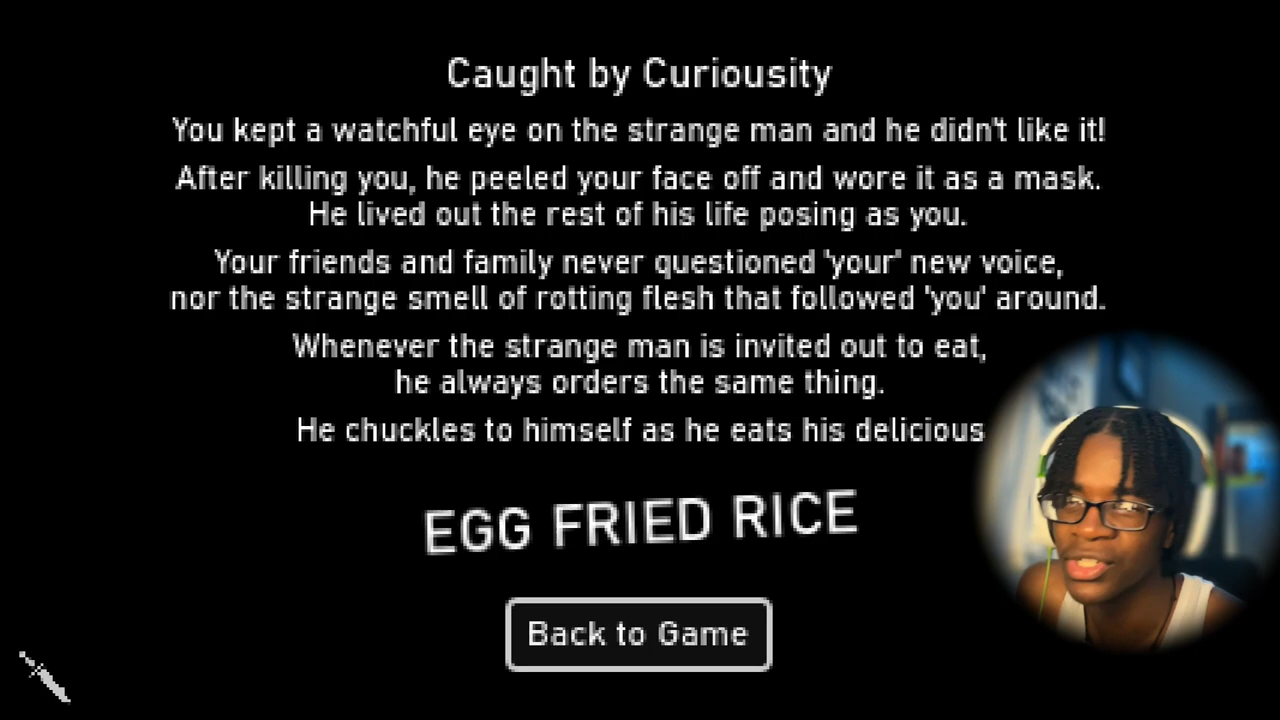 Caught by Curiousity
You kept a watchful eye on the strange man and he didn't like it!
After killing you, he peeled your face off and wore it as a mask.
He lived out the rest of his life posing as you.
Your friends and family never questioned 'your' new voice,
nor the strange smell of rotting flesh that followed 'you' around.
Whenever the strange man is invited out to eat,
he always orders the same thing.
He chuckles to himself as he eats his delicious
EGG FRIED RICE
Back to Game